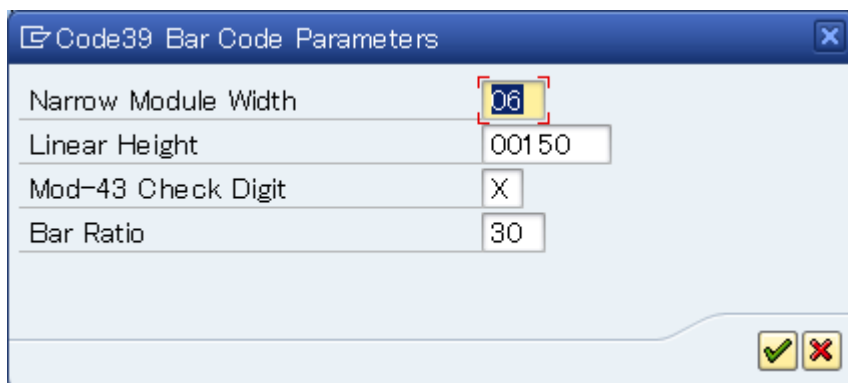 Code39 Bar Code Parameters
Narrow Module Width 06
Linear Height 00150
Mod-43 Check Digit X
Bar Ratio 30